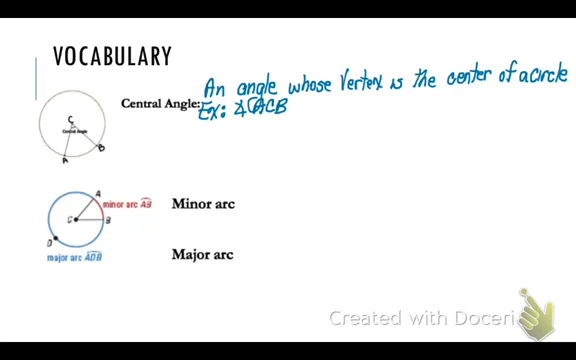 VOCABULARY
An angle whose vertex is the center of a circle
Central Angle:
Ex: ∡ACB
C
Central Angle
A
B
A
minor arc AB
Minor arc
C
B
D
major arc ADB
Major arc
Created with Doceri